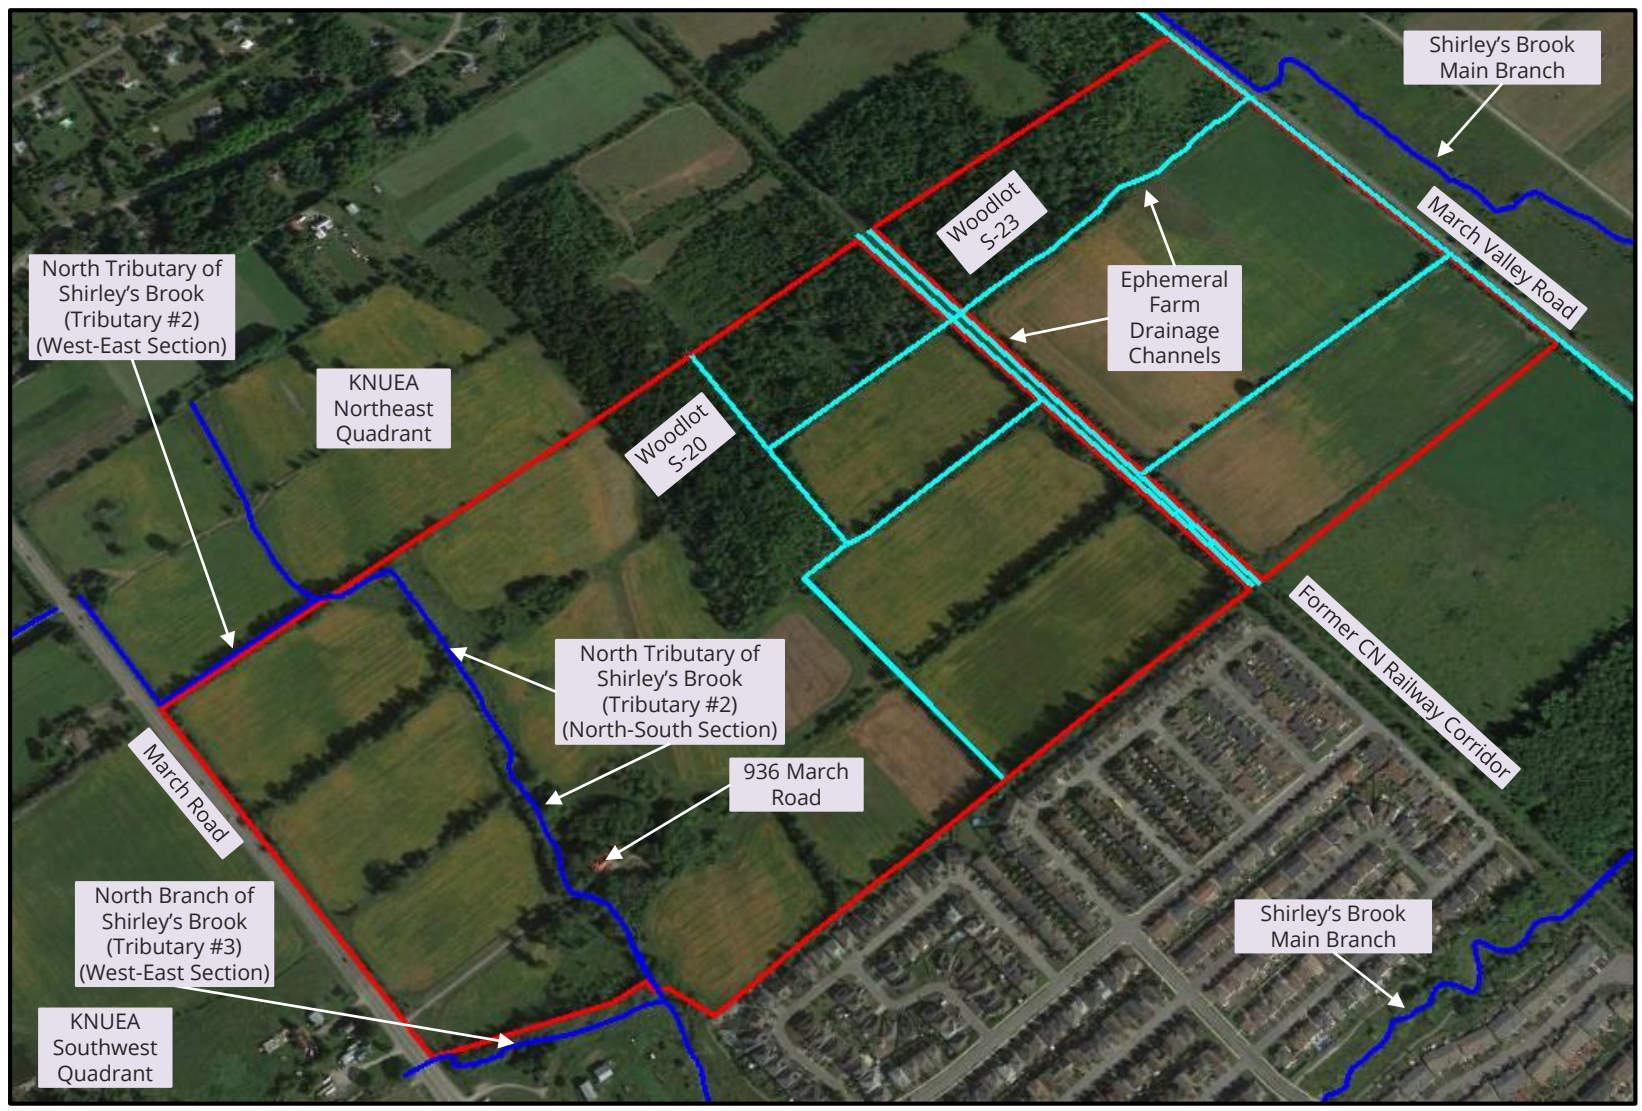 Shirley's Brook
Main Branch
March Valley Road
Woodlot
S-23
North Tributary of
Shirley's Brook
(Tributary #2)
(West-East Section)
Ephemeral
Farm
Drainage
Channels
KNUEA
Northeast
Quadrant
Woodlot
S-20
Former CN Railway Corridor
North Tributary of
Shirley's Brook
(Tributary #2)
(North-South Section)
March Road
936 March
Road
North Branch of
Shirley's Brook
(Tributary #3)
(West-East Section)
Shirley's Brook
Main Branch
KNUEA
Southwest
Quadrant